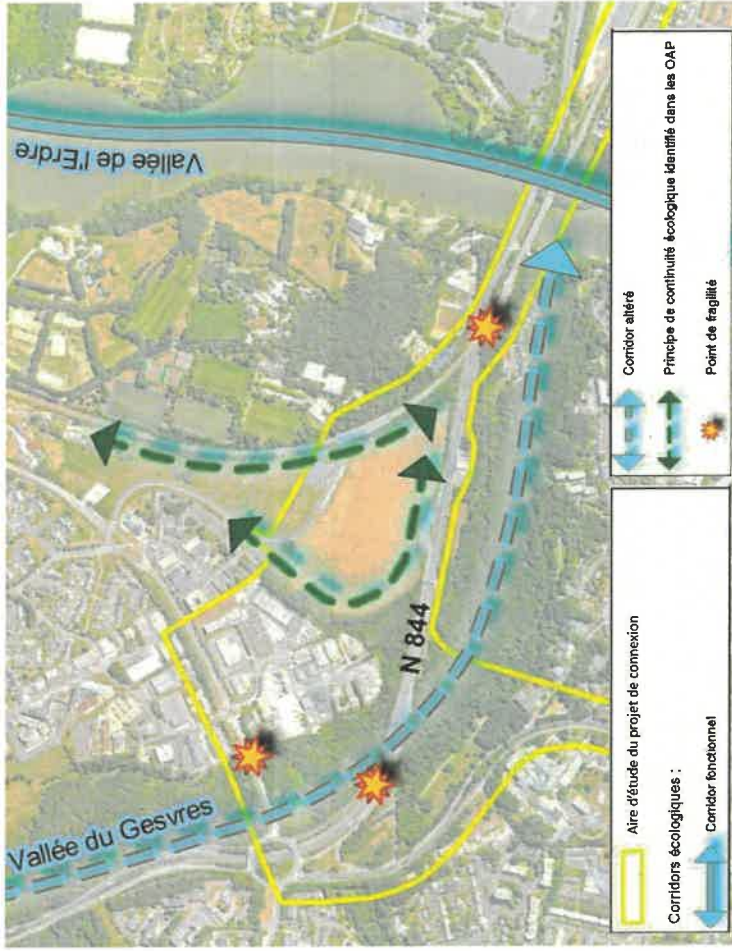 Vallée de l'Erdre
N 844
Vallée du Gesvres
Aire d'étude du projet de connexion
Corridors écologiques :
Corridor fonctionnel
Corridor altéré
Principe de continuité écologique identifié dans les OAP
Point de fragilité